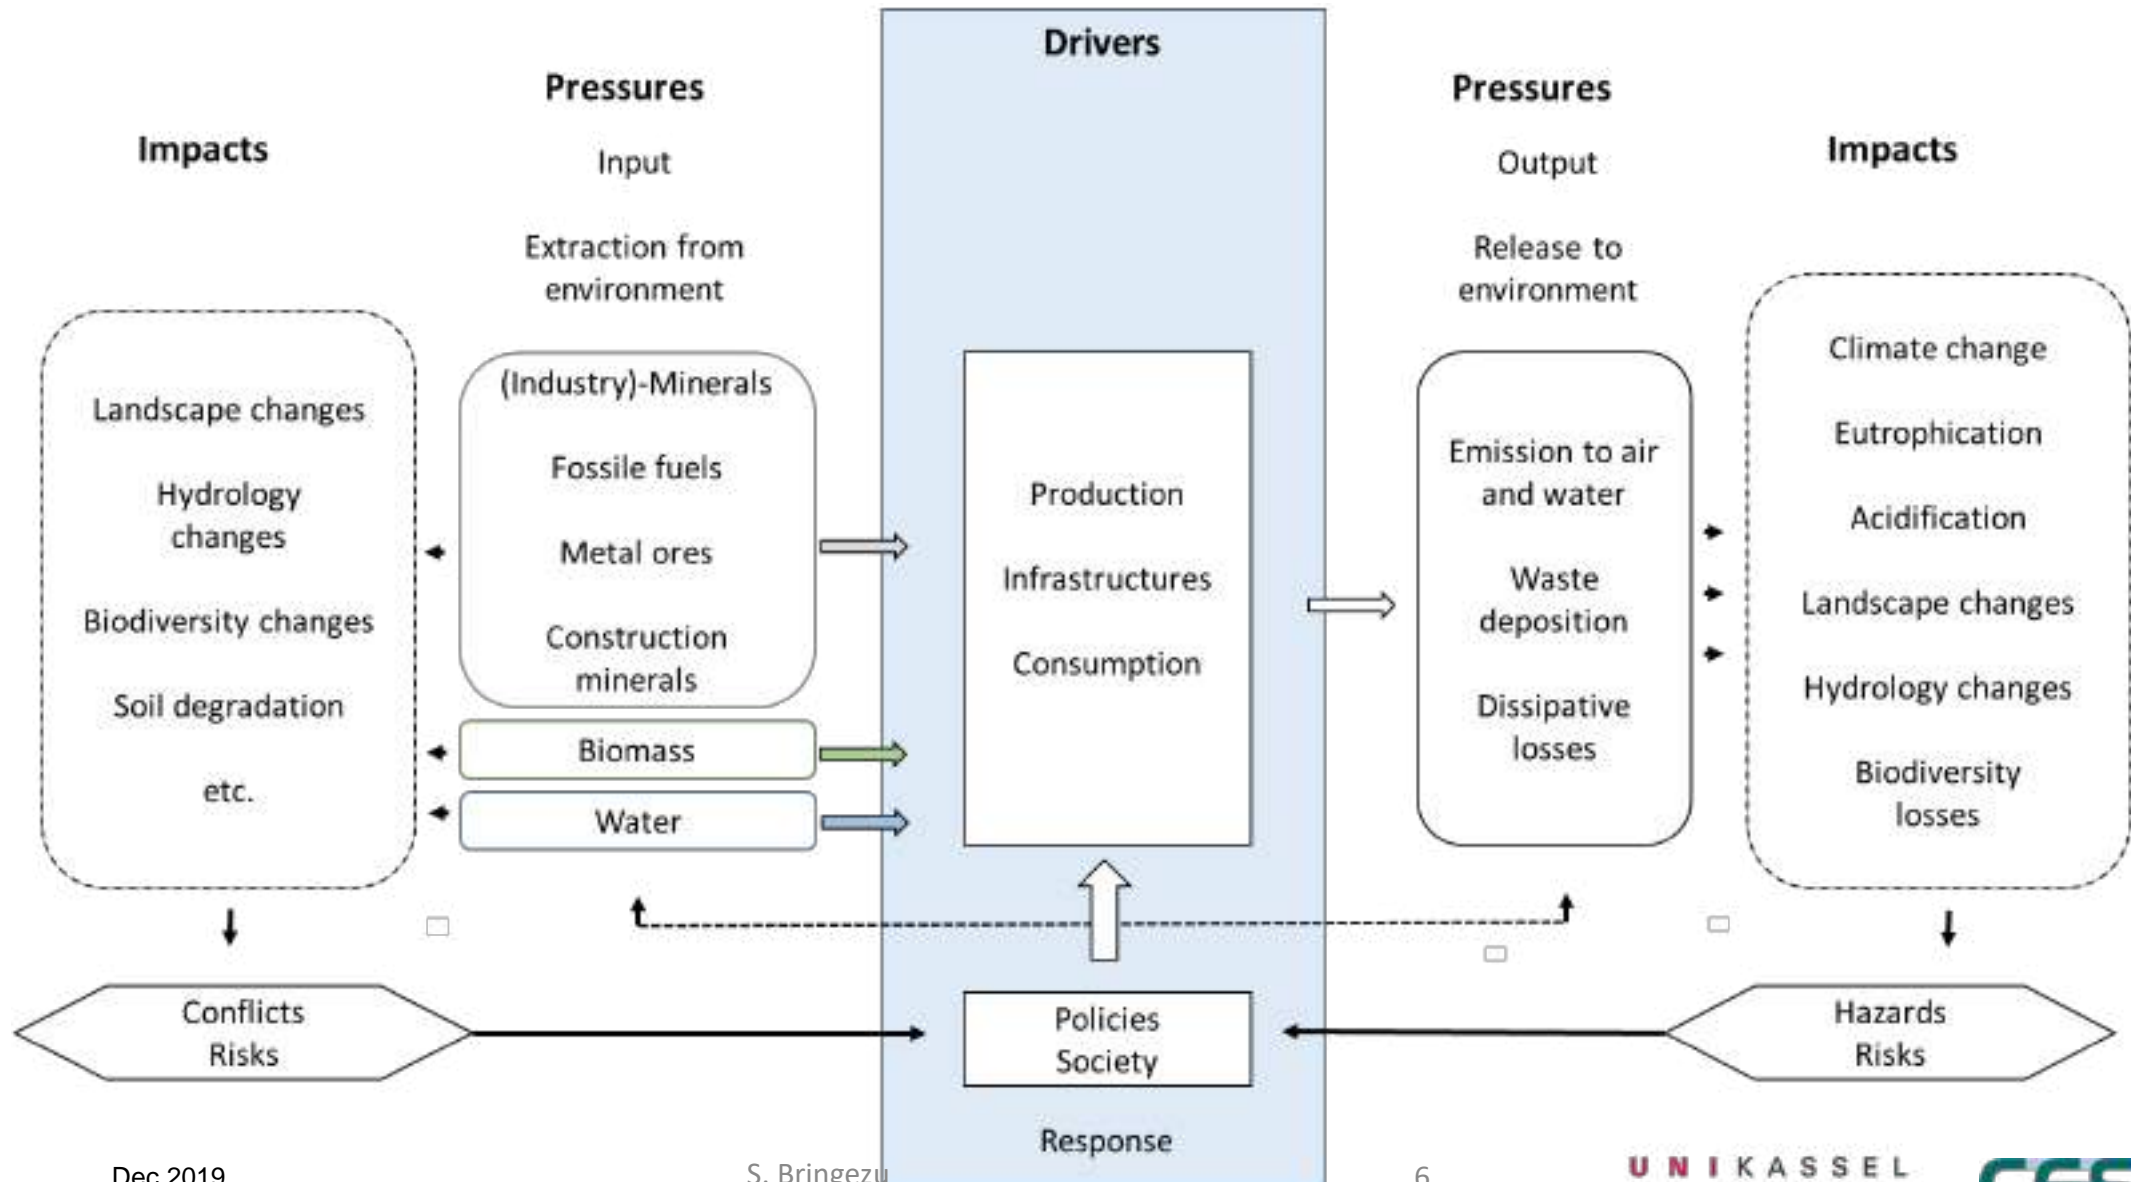 Drivers
Pressures
Input
Extraction from
environment
Pressures
Output
Release to
environment
Impacts
Landscape changes
Hydrology
changes
Biodiversity changes
Soil degradation
etc.
(Industry)-Minerals
Fossile fuels
Metal ores
Construction
minerals
Biomass
Water
Production
Infrastructures
Consumption
Emission to air
and water
Waste
deposition
Dissipative
losses
Impacts
Climate change
Eutrophication
Acidification
Landscape changes
Hydrology changes
Biodiversity
losses
Conflicts
Risks
Policies
Society
Response
Hazards
Risks
Dec 2019
S. Bringezu
6
UNIKASSEL